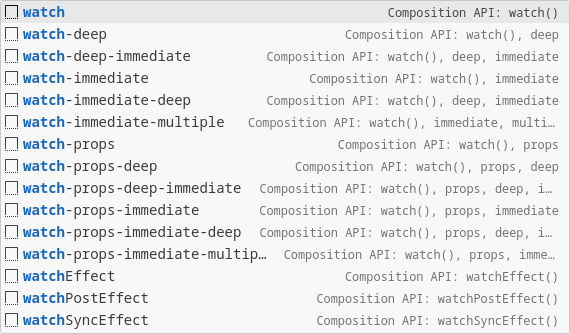 watch Composition API: watch()
watch-deep Composition API: watch(), deep
watch-deep-immediate Composition API: watch(), deep, immediate
watch-immediate Composition API: watch(), immediate
watch-immediate-deep Composition API: watch(), deep, immediate
watch-immediate-multiple Composition API: watch(), immediate, multi…
watch-props Composition API: watch(), props
watch-props-deep Composition API: watch(), props, deep
watch-props-deep-immediate Composition API: watch(), props, deep, i…
watch-props-immediate Composition API: watch(), props, immediate
watch-props-immediate-deep Composition API: watch(), props, deep, i…
watch-props-immediate-multip… Composition API: watch(), props, imme…
watchEffect Composition API: watchEffect()
watchPostEffect Composition API: watchPostEffect()
watchSyncEffect Composition API: watchSyncEffect()